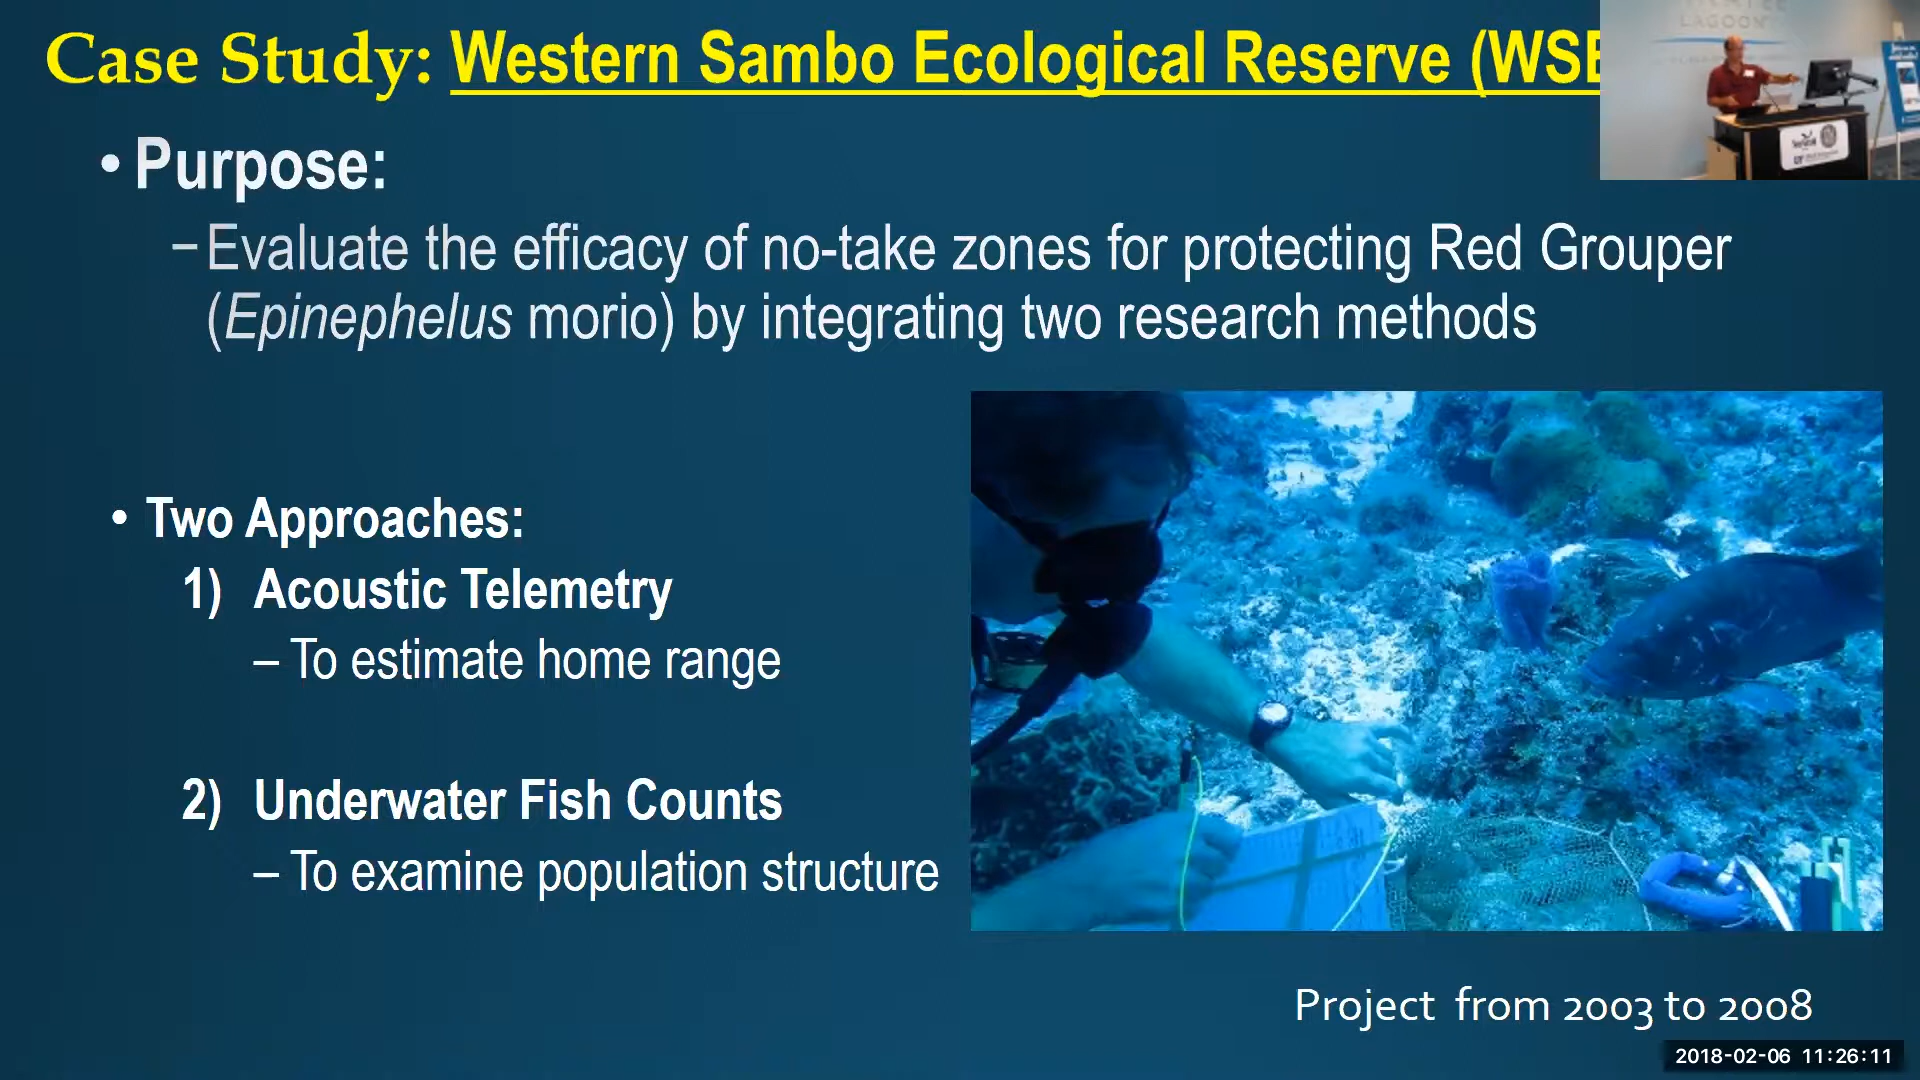 Case Study: Western Sambo Ecological Reserve (WSE
LAGOON
• Purpose:
–Evaluate the efficacy of no-take zones for protecting Red Grouper
(Epinephelus morio) by integrating two research methods
• Two Approaches:
1) Acoustic Telemetry
– To estimate home range
2) Underwater Fish Counts
– To examine population structure
Project from 2003 to 2008
2018-02-06 11:26:11